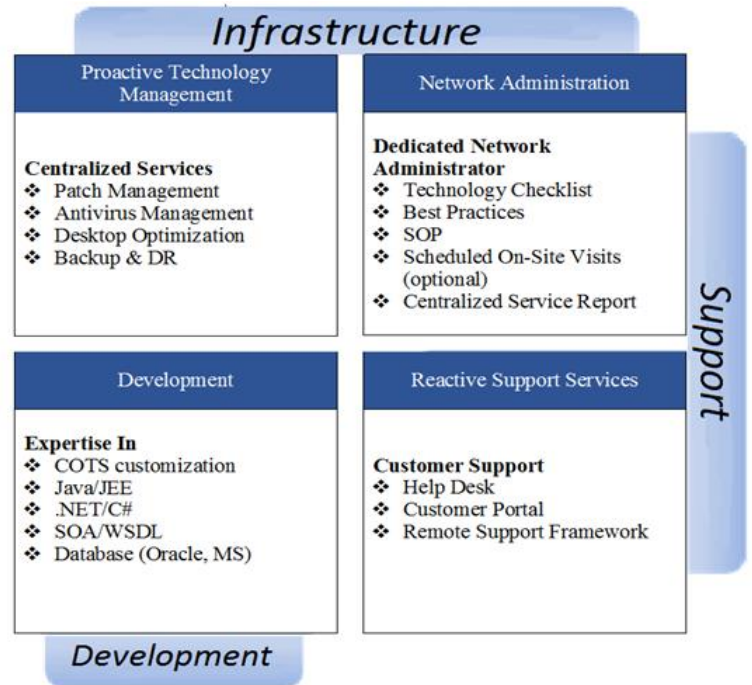 Infrastructure
Proactive Technology
Management
Centralized Services
❖ Patch Management
❖ Antivirus Management
❖ Desktop Optimization
❖ Backup & DR
Network Administration
Dedicated Network
Administrator
❖ Technology Checklist
❖ Best Practices
❖ SOP
❖ Scheduled On-Site Visits
(optional)
❖ Centralized Service Report
Support
Development
Expertise In
❖ COTS customization
❖ Java/JEE
❖ .NET/C#
❖ SOA/WSDL
❖ Database (Oracle, MS)
Reactive Support Services
Customer Support
❖ Help Desk
❖ Customer Portal
❖ Remote Support Framework
Development